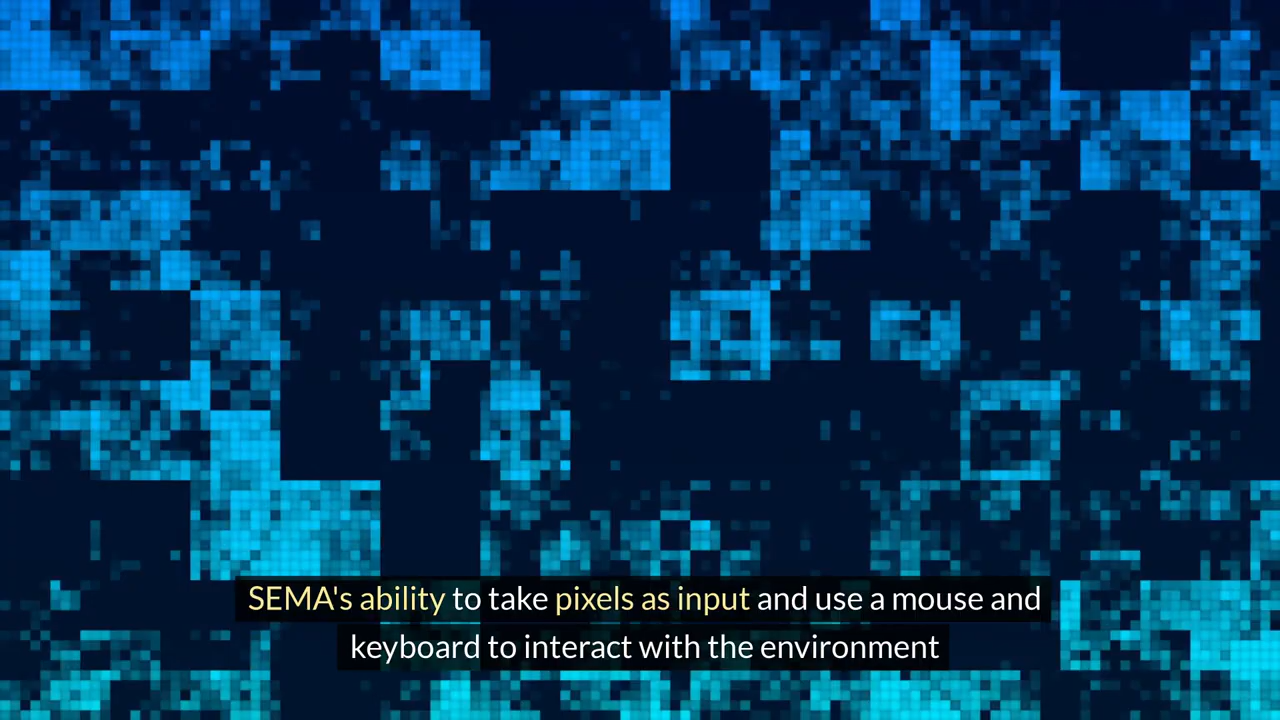 SEMA's ability to take pixels as input and use a mouse and
keyboard to interact with the environment